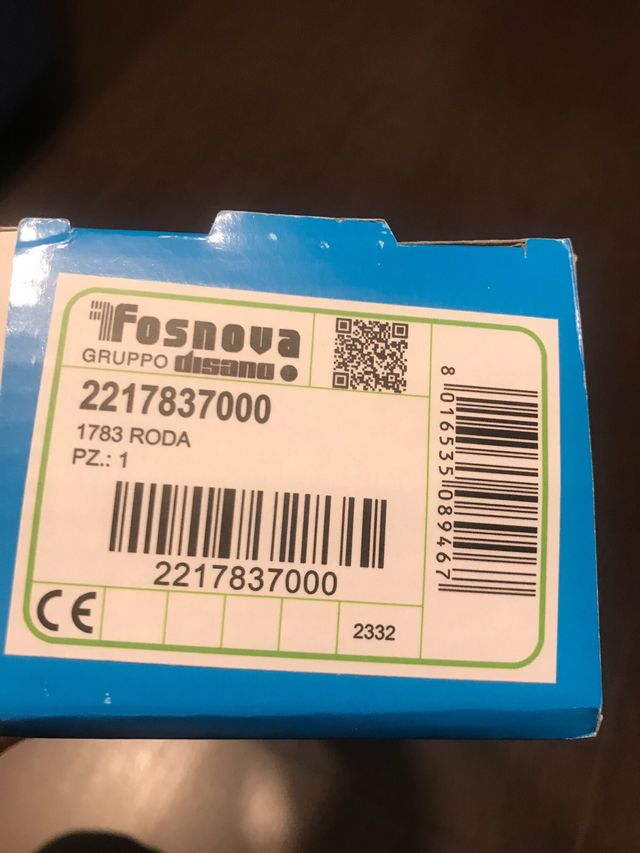 Fosnova
GRUPPO disano
2217837000
1783 RODA
PZ.: 1
2217837000
CE
2332
8 016535 089467